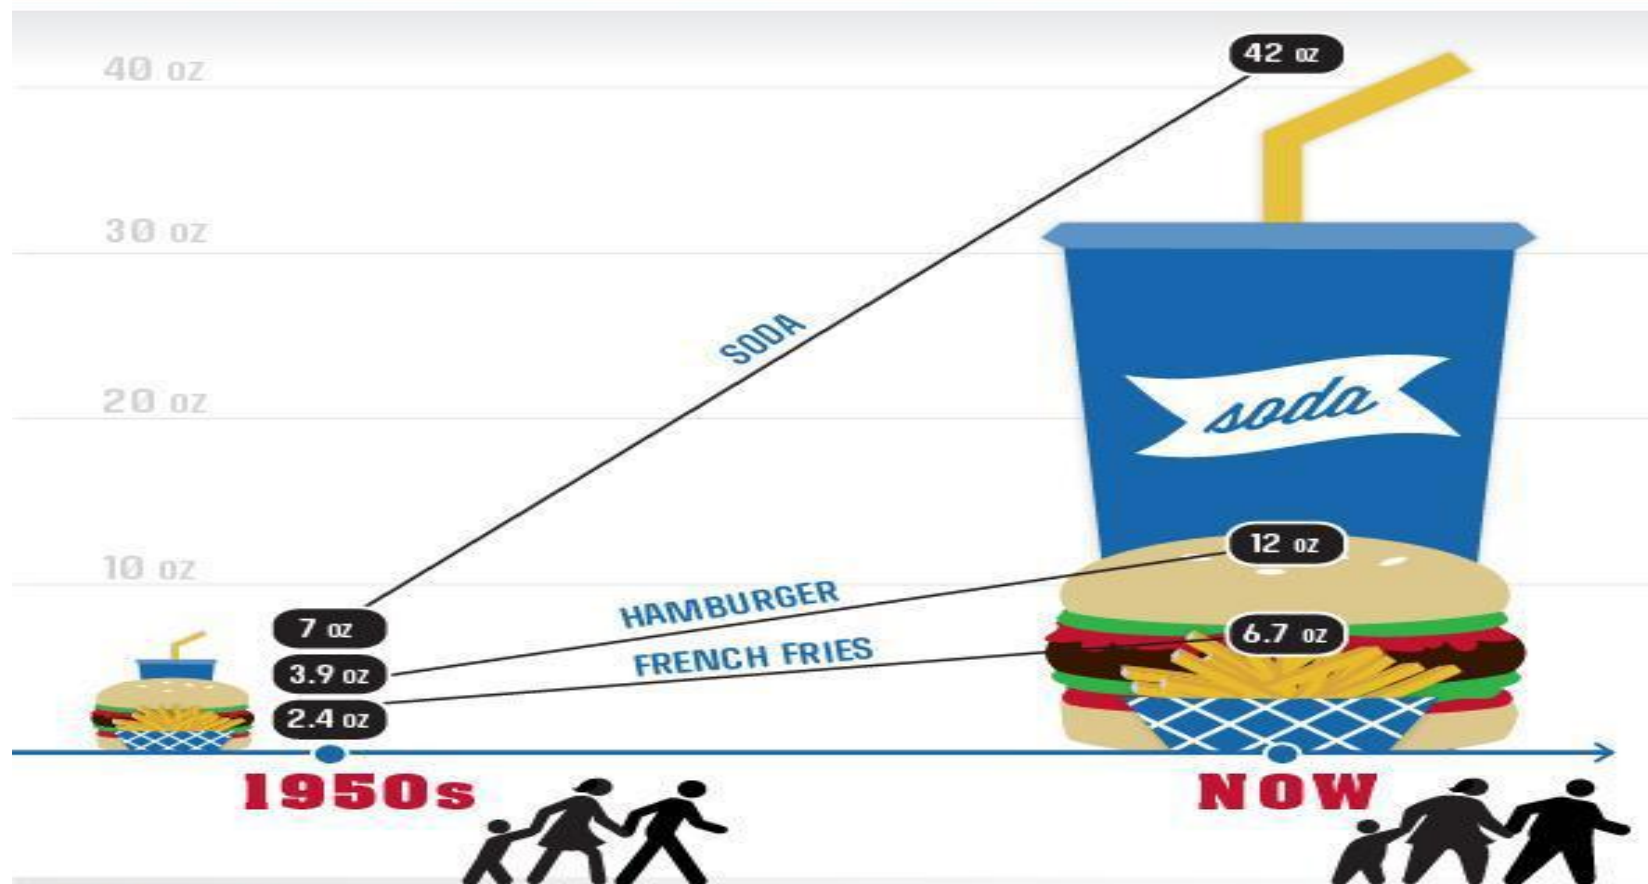 42 oz
40 oz
30 oz
SODA
20 oz
soda
12 oz
10 oz
HAMBURGER
7 oz
6.7 oz
FRENCH FRIES
3.9 oz
2.4 oz
1950s
NOW